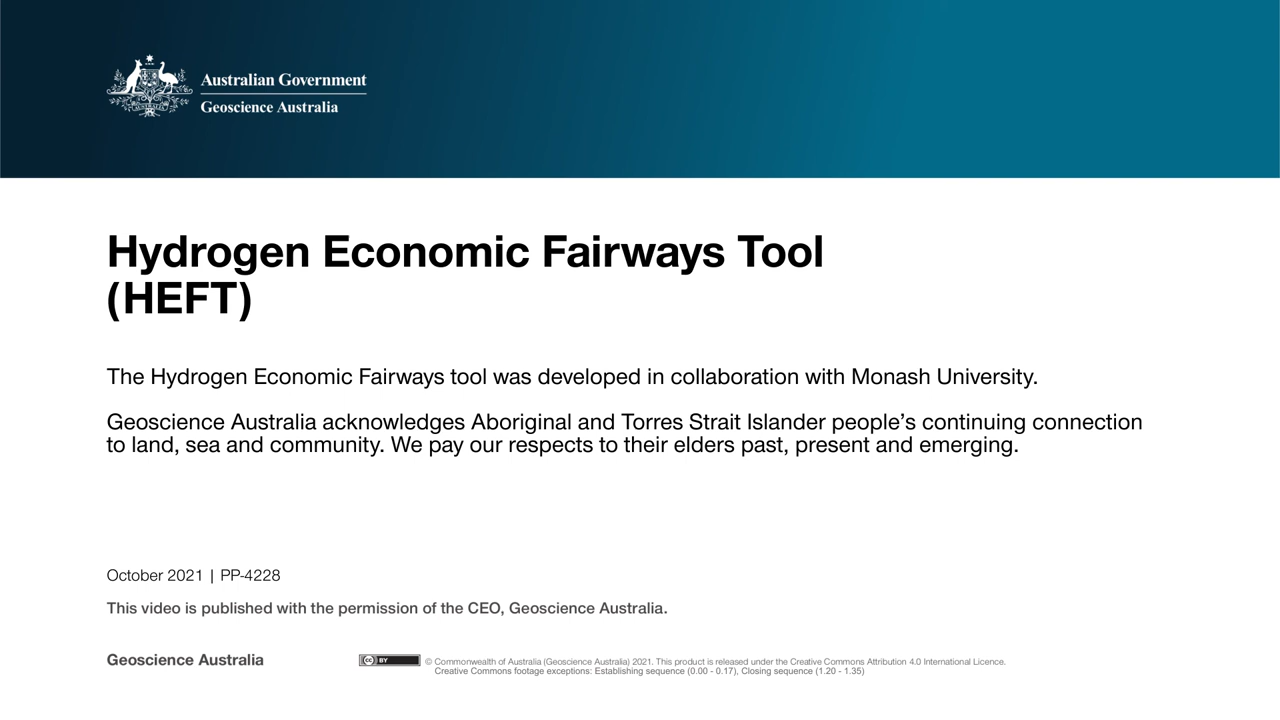 Australian Government
Geoscience Australia
Hydrogen Economic Fairways Tool
(HEFT)
The Hydrogen Economic Fairways tool was developed in collaboration with Monash University.
Geoscience Australia acknowledges Aboriginal and Torres Strait Islander people’s continuing connection
to land, sea and community. We pay our respects to their elders past, present and emerging.
October 2021 | PP-4228
This video is published with the permission of the CEO, Geoscience Australia.
Geoscience Australia
cc BY © Commonwealth of Australia (Geoscience Australia) 2021. This product is released under the Creative Commons Attribution 4.0 International Licence.
Creative Commons footage exceptions: Establishing sequence (0.00 - 0.17), Closing sequence (1.20 - 1.35)